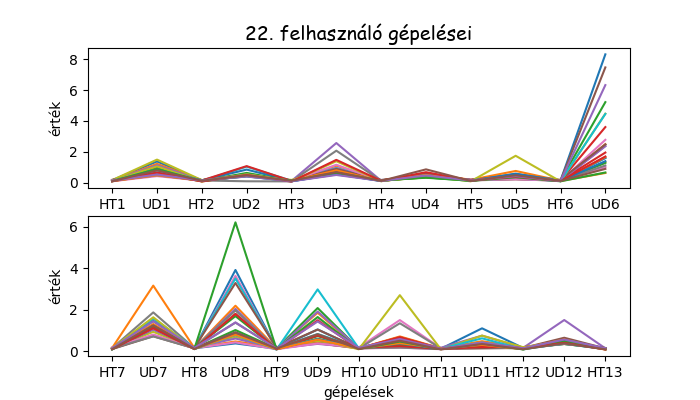 22. felhasználó gépelései
8
6
4
2
0
érték
HT1 UD1 HT2 UD2 HT3 UD3 HT4 UD4 HT5 UD5 HT6 UD6
6
4
2
0
érték
HT7 UD7 HT8 UD8 HT9 UD9 HT10 UD10 HT11 UD11 HT12 UD12 HT13
gépelések